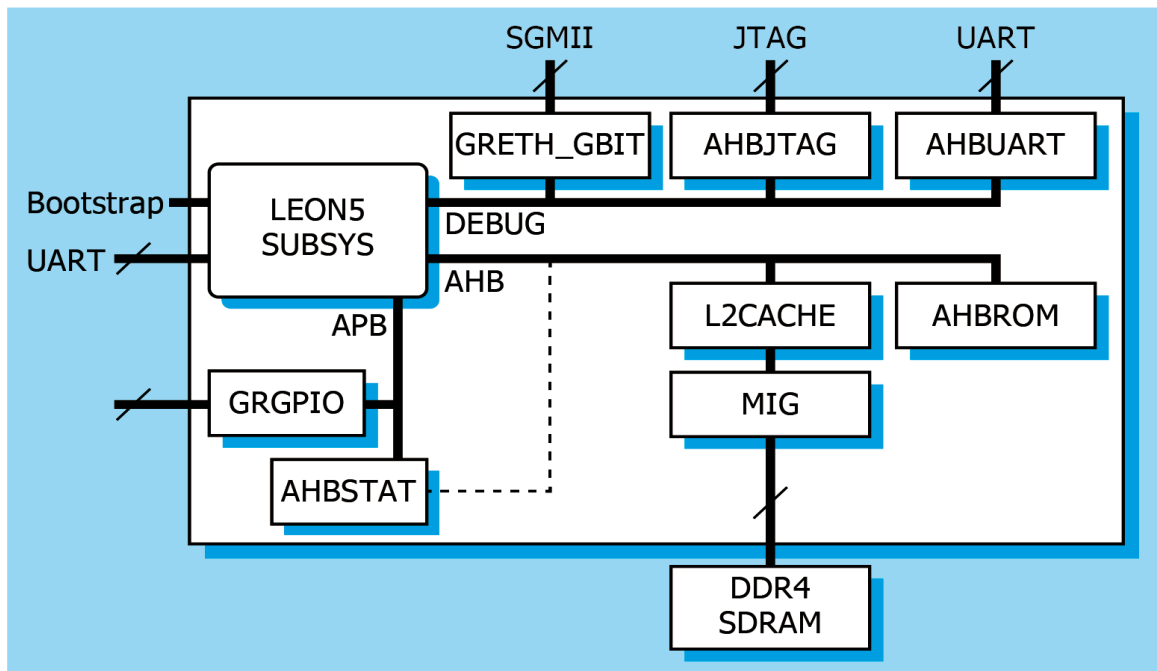 SGMII
JTAG
UART
GRETH_GBIT
AHBJTAG
AHBUART
Bootstrap
LEON5
SUBSYS
DEBUG
UART
AHB
APB
L2CACHE
AHBROM
GRGPIO
MIG
AHBSTAT
DDR4
SDRAM